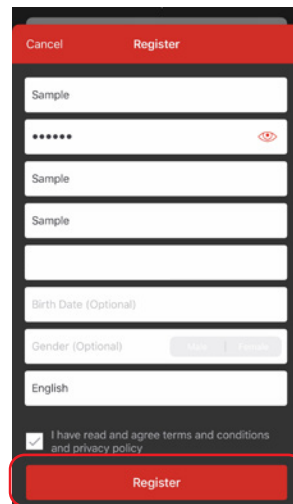 Cancel Register
Sample
••••••
Sample
Sample
Birth Date (Optional)
Gender (Optional) Male Female
English
I have read and agree terms and conditions
and privacy policy
Register